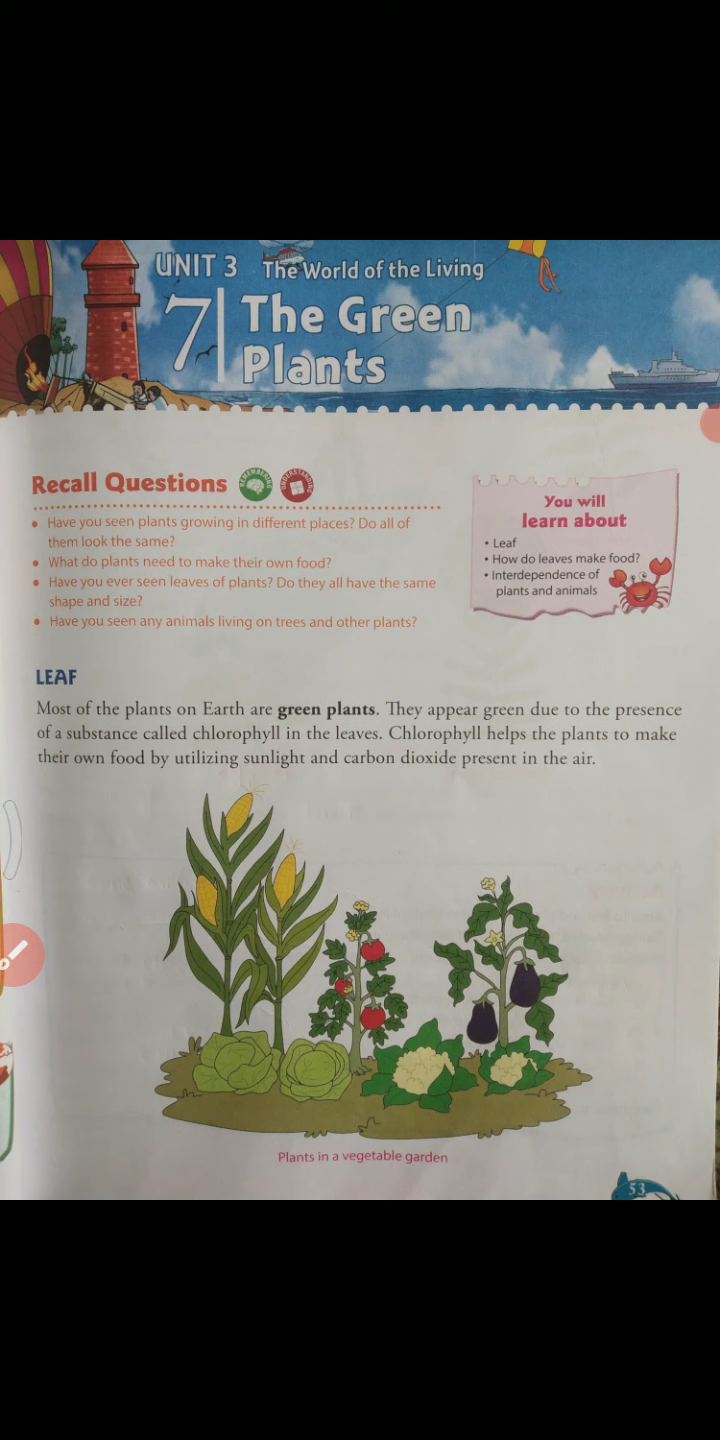 UNIT 3 The World of the Living
7 The Green
Plants
Recall Questions
REMEMBERING
UNDERSTANDING
• Have you seen plants growing in different places? Do all of
them look the same?
• What do plants need to make their own food?
• Have you ever seen leaves of plants? Do they all have the same
shape and size?
• Have you seen any animals living on trees and other plants?
You will
learn about
• Leaf
• How do leaves make food?
• Interdependence of
plants and animals
LEAF
Most of the plants on Earth are green plants. They appear green due to the presence
of a substance called chlorophyll in the leaves. Chlorophyll helps the plants to make
their own food by utilizing sunlight and carbon dioxide present in the air.
Plants in a vegetable garden
53